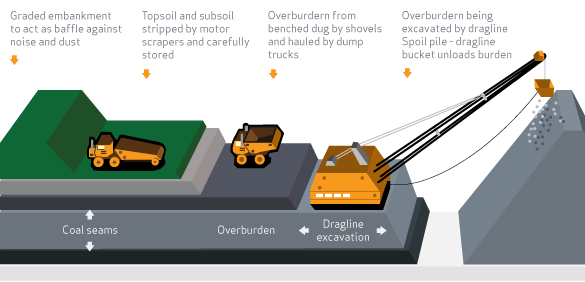 Graded embankment
to act as baffle against
noise and dust
Topsoil and subsoil
stripped by motor
scrapers and carefully
stored
Overburden from
benched dug by shovels
and hauled by dump
trucks
Overburden being
excavated by dragline
Spoil pile - dragline
bucket unloads burden
Coal seams
Overburden
Dragline
excavation